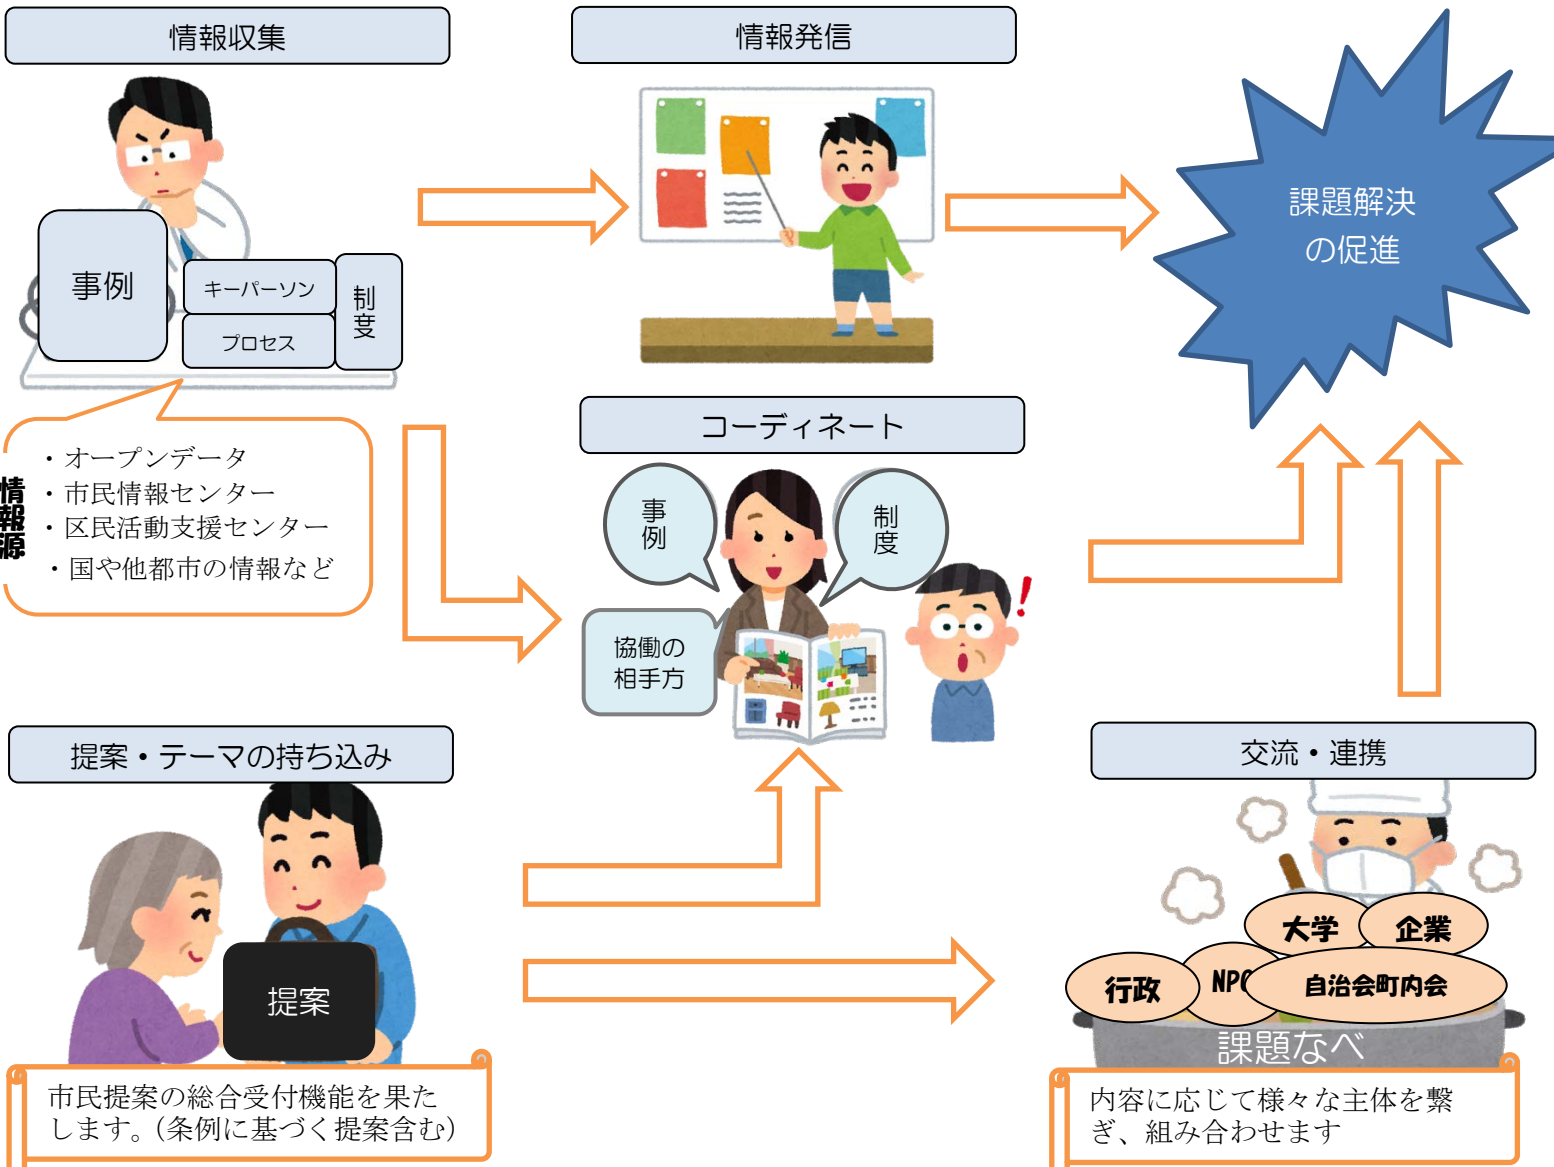 情報収集
情報発信
課題解決
の促進
事例
キーパーソン
プロセス
制度
情報源
・オープンデータ
・市民情報センター
・区民活動支援センター
・国や他都市の情報など
コーディネート
事例
制度
協働の
相手方
!
提案・テーマの持ち込み
提案
市民提案の総合受付機能を果た
します。（条例に基づく提案含む）
交流・連携
大学
企業
行政
NPO
自治会町内会
課題なべ
内容に応じて様々な主体を繋
ぎ、組み合わせます